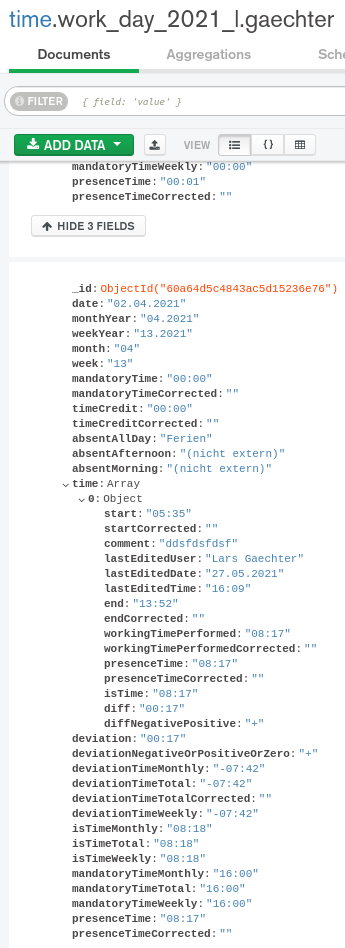 time.work_day_2021_l.gaechter
Documents Aggregations Sche
FILTER { field: 'value' }
ADD DATA VIEW { }
mandatoryTimeWeekly: "00:00"
presenceTime: "00:01"
presenceTimeCorrected: ""
HIDE 3 FIELDS
_id: ObjectId("60a64d5c4843ac5d15236e76")
date: "02.04.2021"
monthYear: "04.2021"
weekYear: "13.2021"
month: "04"
week: "13"
mandatoryTime: "00:00"
mandatoryTimeCorrected: ""
timeCredit: "00:00"
timeCreditCorrected: ""
absentAllDay: "Ferien"
absentAfternoon: "(nicht extern)"
absentMorning: "(nicht extern)"
time: Array
0: Object
start: "05:35"
startCorrected: ""
comment: "ddsfdsfdsf"
lastEditedUser: "Lars Gaechter"
lastEditedDate: "27.05.2021"
lastEditedTime: "16:09"
end: "13:52"
endCorrected: ""
workingTimePerformed: "08:17"
workingTimePerformedCorrected: ""
presenceTime: "08:17"
presenceTimeCorrected: ""
isTime: "08:17"
diff: "00:17"
diffNegativePositive: "+"
deviation: "00:17"
deviationNegativeOrPositiveOrZero: "+"
deviationTimeMonthly: "-07:42"
deviationTimeTotal: "-07:42"
deviationTimeTotalCorrected: ""
deviationTimeWeekly: "-07:42"
isTimeMonthly: "08:18"
isTimeTotal: "08:18"
isTimeWeekly: "08:18"
mandatoryTimeMonthly: "16:00"
mandatoryTimeTotal: "16:00"
mandatoryTimeWeekly: "16:00"
presenceTime: "08:17"
presenceTimeCorrected: ""